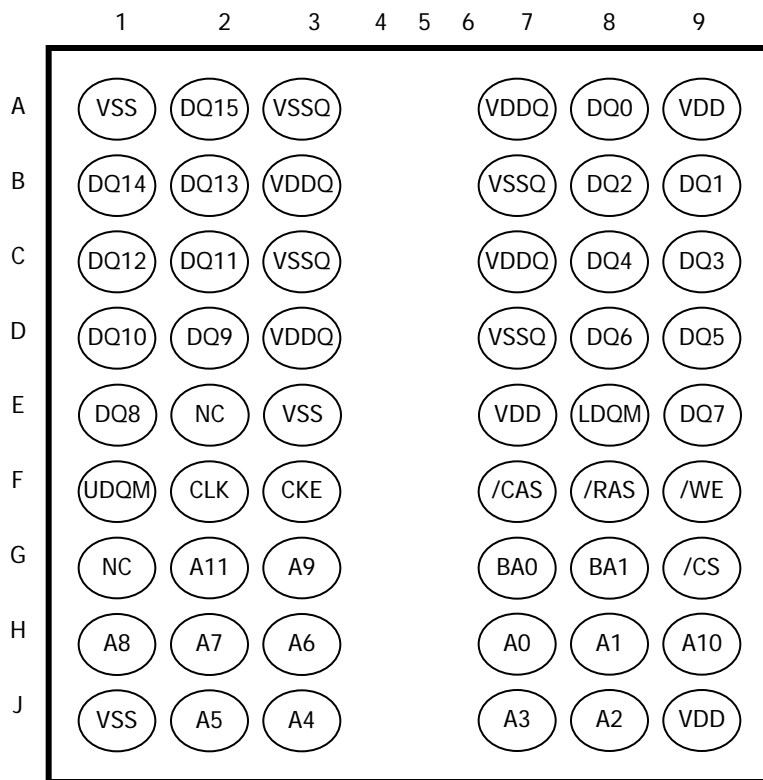 1 2 3 4 5 6 7 8 9
A VSS DQ15 VSSQ VDDQ DQ0 VDD
B DQ14 DQ13 VDDQ VSSQ DQ2 DQ1
C DQ12 DQ11 VSSQ VDDQ DQ4 DQ3
D DQ10 DQ9 VDDQ VSSQ DQ6 DQ5
E DQ8 NC VSS VDD LDQM DQ7
F UDQM CLK CKE /CAS /RAS /WE
G NC A11 A9 BA0 BA1 /CS
H A8 A7 A6 A0 A1 A10
J VSS A5 A4 A3 A2 VDD